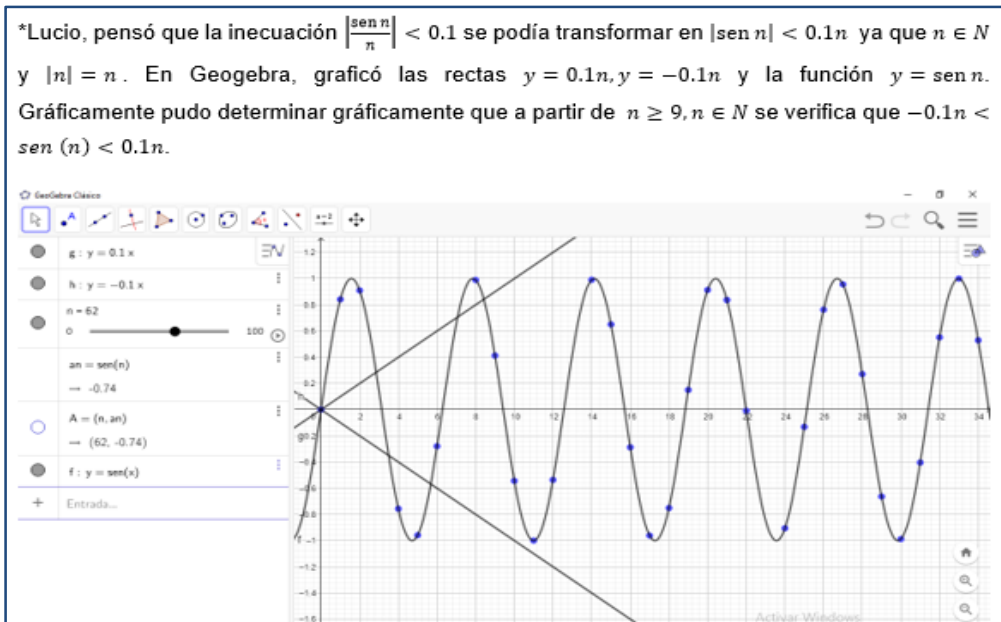 *Lucio, pensó que la inecuación |sen n / n| < 0.1 se podía transformar en |sen n| < 0.1n ya que n ∈ N
y |n| = n . En Geogebra, graficó las rectas y = 0.1n, y = −0.1n y la función y = sen n.
Gráficamente pudo determinar gráficamente que a partir de n ≥ 9, n ∈ N se verifica que −0.1n <
sen (n) < 0.1n.
GeoGebra Clásico
a=2
g : y = 0.1 x
h : y = −0.1 x
n = 62
0 100
an = sen(n)
→ -0.74
A = (n, an)
→ (62, -0.74)
f : y = sen(x)
+ Entrada...
1.2
1
0.8
0.6
0.4
0.2
0 2 4 6 8 10 12 14 16 18 20 22 24 26 28 30 32 34
−0.2
−0.4
−0.6
−0.8
−1
−1.2
−1.4
−1.6
g
f
Activar Windows